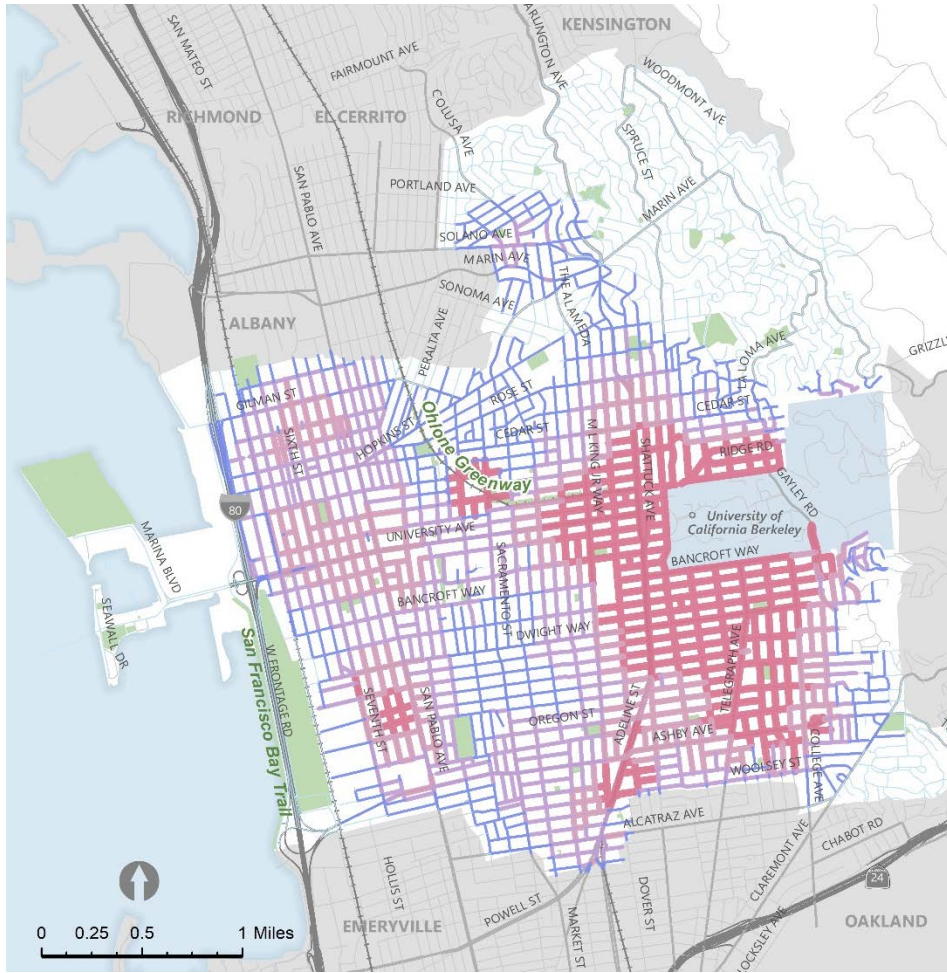 KENSINGTON
SAN MATEO ST
FAIRMOUNT AVE
ARLINGTON AVE
WOODMONT AVE
COLUSA AVE
RICHMOND
EL CERRITO
SPRUCE ST
SAN PABLO AVE
PORTLAND AVE
MARIN AVE
SOLANO AVE
MARIN AVE
THE ALAMEDA
SONOMA AVE
ALBANY
PERALTA AVE
LA LOMA AVE
GRIZZL
GILMAN ST
ROSE ST
CEDAR ST
SIXTH ST
HOPKINS ST
CEDAR ST
M L KING JR WAY
SHATTUCK AVE
RIDGE RD
Ohlone Greenway
GAYLEY RD
80
UNIVERSITY AVE
University of
California Berkeley
MARINA BLVD
SACRAMENTO ST
BANCROFT WAY
BANCROFT WAY
SEAWALL DR
DWIGHT WAY
TELEGRAPH AVE
San Francisco Bay Trail
W FRONTAGE RD
SEVENTH ST
SAN PABLO AVE
OREGON ST
ADELINE ST
ASHBY AVE
COLLEGE AVE
WOOLSEY ST
ALCATRAZ AVE
CHABOT RD
CLAREMONT AVE
HOLLIS ST
24
DOVER ST
EMERYVILLE
POWELL ST
MARKET ST
OAKLAND
LOCKSLEY AVE
0 0.25 0.5 1 Miles